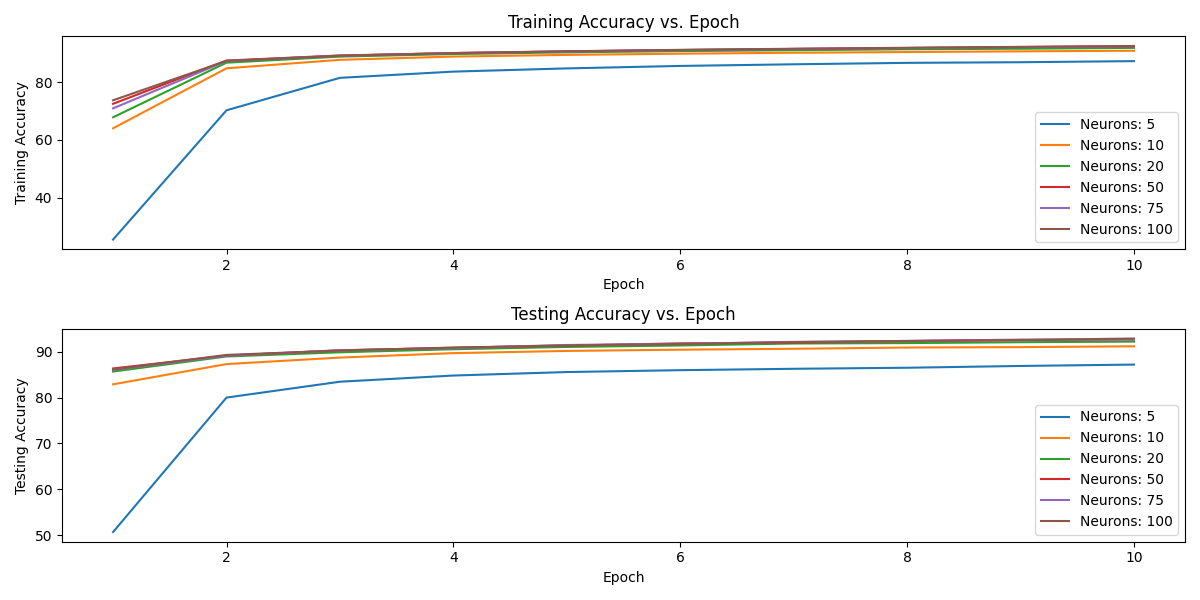 Training Accuracy vs. Epoch
Training Accuracy
80
60
40
Neurons: 5
Neurons: 10
Neurons: 20
Neurons: 50
Neurons: 75
Neurons: 100
2 4 6 8 10
Epoch
Testing Accuracy vs. Epoch
Testing Accuracy
90
80
70
60
50
Neurons: 5
Neurons: 10
Neurons: 20
Neurons: 50
Neurons: 75
Neurons: 100
2 4 6 8 10
Epoch